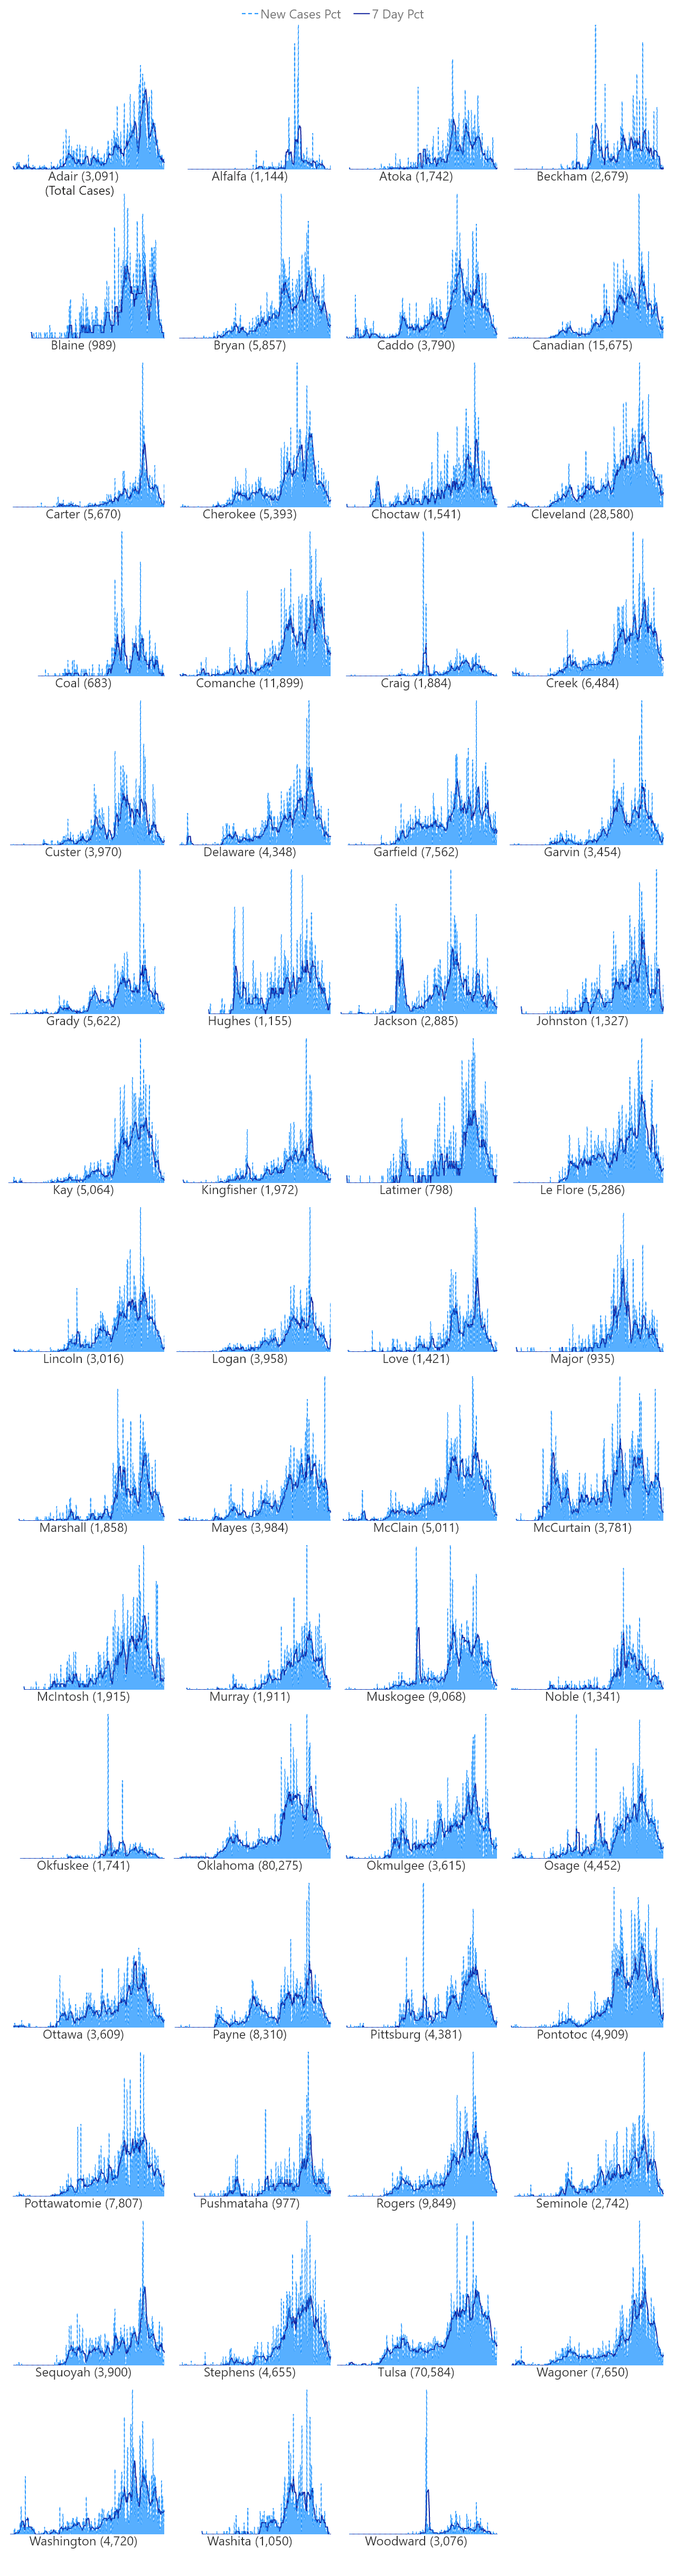 New Cases Pct 7 Day Pct
Adair (3,091) Alfalfa (1,144) Atoka (1,742) Beckham (2,679)
(Total Cases)
Blaine (989) Bryan (5,857) Caddo (3,790) Canadian (15,675)
Carter (5,670) Cherokee (5,393) Choctaw (1,541) Cleveland (28,580)
Coal (683) Comanche (11,899) Craig (1,884) Creek (6,484)
Custer (3,970) Delaware (4,348) Garfield (7,562) Garvin (3,454)
Grady (5,622) Hughes (1,155) Jackson (2,885) Johnston (1,327)
Kay (5,064) Kingfisher (1,972) Latimer (798) Le Flore (5,286)
Lincoln (3,016) Logan (3,958) Love (1,421) Major (935)
Marshall (1,858) Mayes (3,984) McClain (5,011) McCurtain (3,781)
McIntosh (1,915) Murray (1,911) Muskogee (9,068) Noble (1,341)
Okfuskee (1,741) Oklahoma (80,275) Okmulgee (3,615) Osage (4,452)
Ottawa (3,609) Payne (8,310) Pittsburg (4,381) Pontotoc (4,909)
Pottawatomie (7,807) Pushmataha (977) Rogers (9,849) Seminole (2,742)
Sequoyah (3,900) Stephens (4,655) Tulsa (70,584) Wagoner (7,650)
Washington (4,720) Washita (1,050) Woodward (3,076)